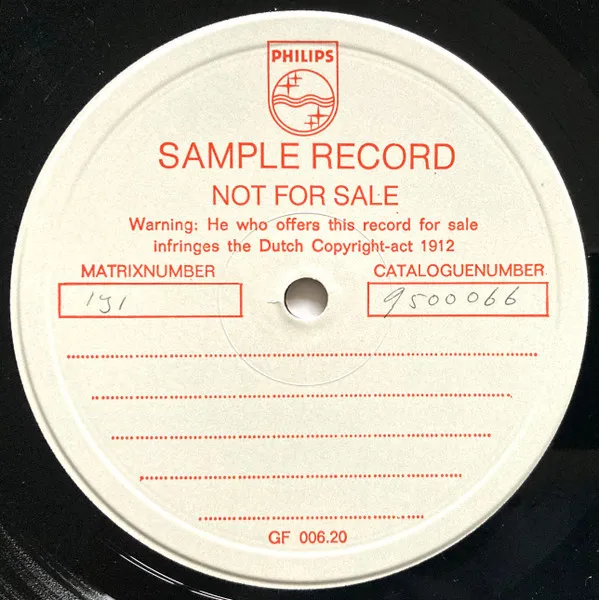 PHILIPS
SAMPLE RECORD
NOT FOR SALE
Warning: He who offers this record for sale
infringes the Dutch Copyright-act 1912
MATRIXNUMBER CATALOGUENUMBER
1y1 9500066
GF 006.20